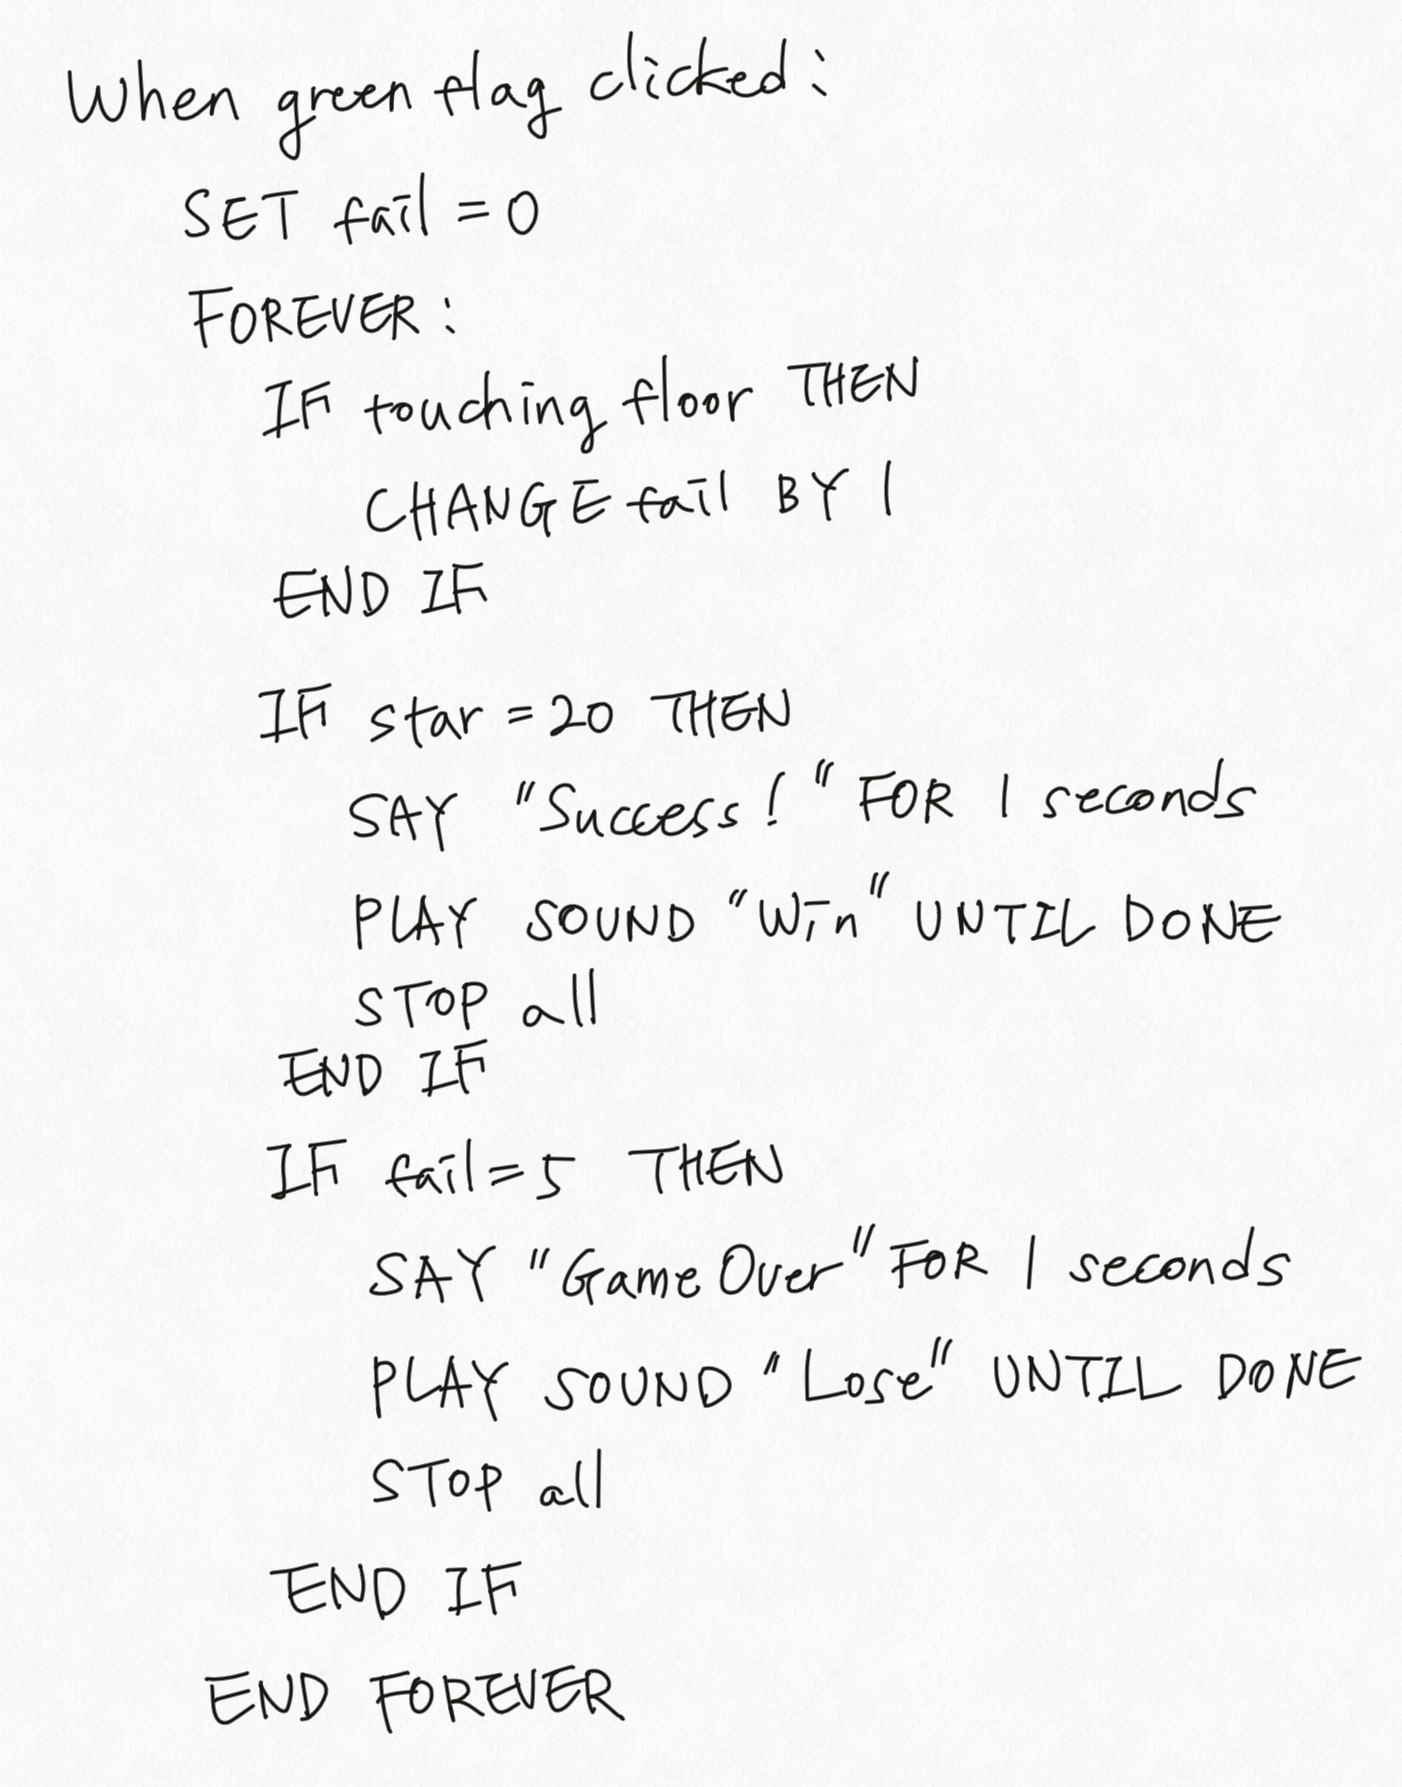 When green flag clicked:
SET fail = 0
FOREVER:
IF touching floor THEN
CHANGE fail BY 1
END IF
IF star = 20 THEN
SAY "Success!" FOR 1 seconds
PLAY SOUND "Win" UNTIL DONE
STOP all
END IF
IF fail = 5 THEN
SAY "Game Over" FOR 1 seconds
PLAY SOUND "Lose" UNTIL DONE
STOP all
END IF
END FOREVER